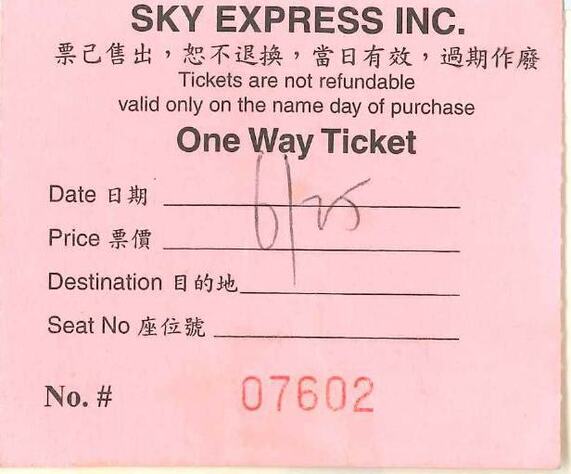 SKY EXPRESS INC.
票已售出，恕不退換，當日有效，過期作廢
Tickets are not refundable
valid only on the name day of purchase
One Way Ticket
Date 日期 6/25
Price 票價
Destination 目的地
Seat No 座位號
No. # 07602